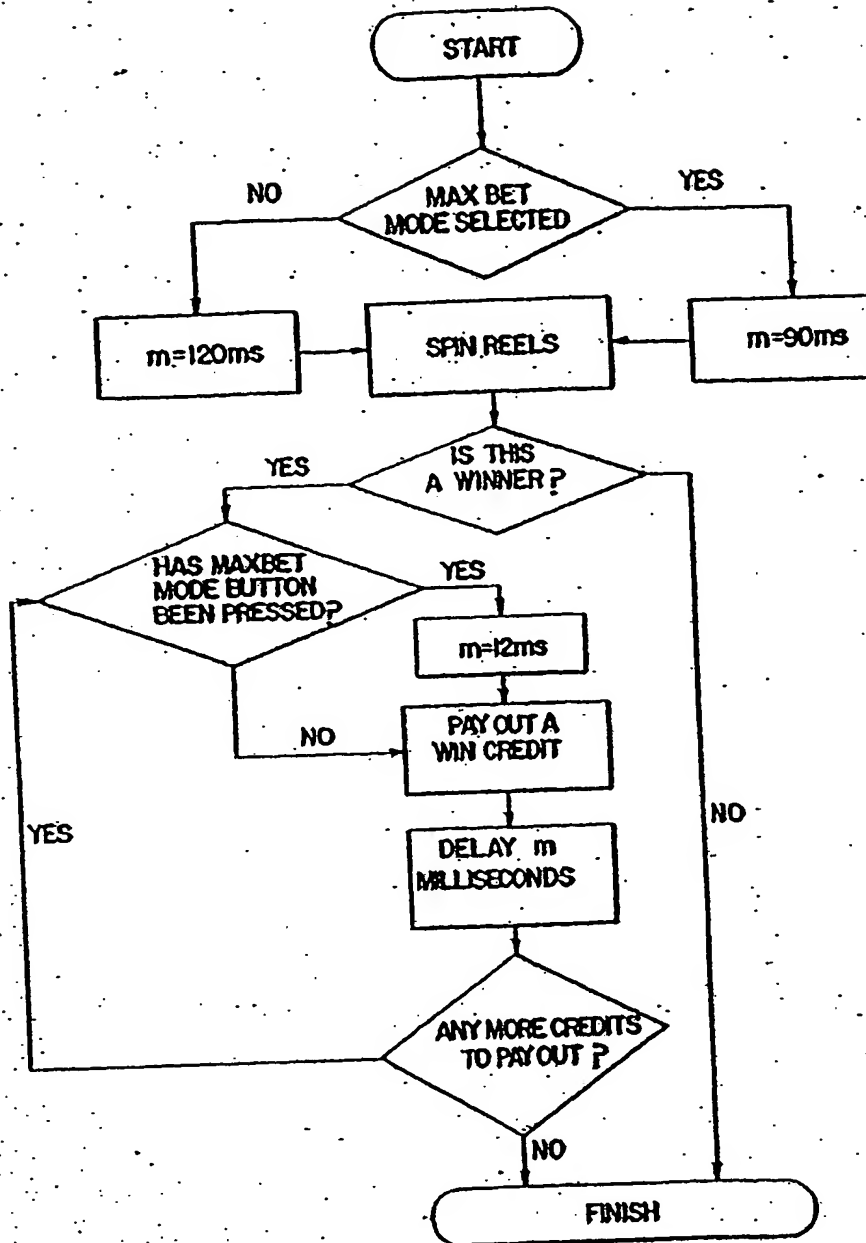 START
NO
MAX BET
MODE SELECTED
YES
m=120ms
SPIN REELS
m=90ms
YES
IS THIS
A WINNER?
HAS MAXBET
MODE BUTTON
BEEN PRESSED?
YES
m=12ms
NO
PAY OUT A
WIN CREDIT
YES
NO
DELAY m
MILLISECONDS
ANY MORE CREDITS
TO PAY OUT ?
NO
FINISH